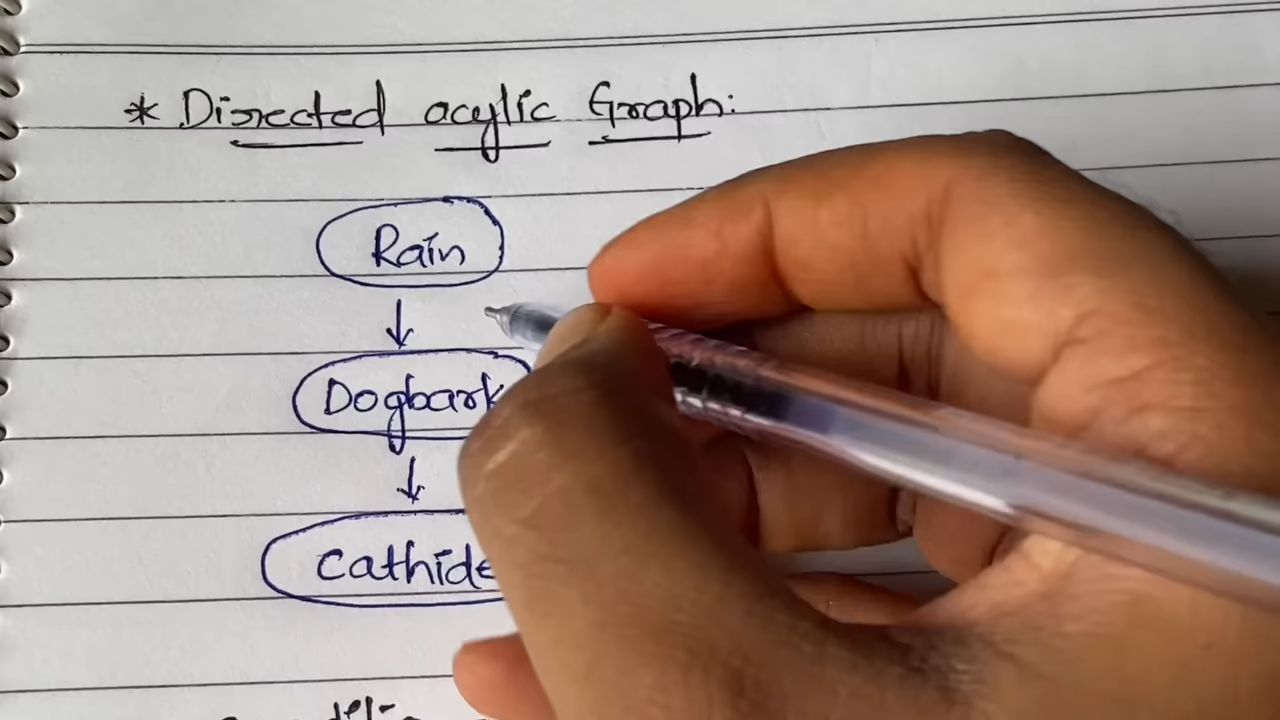 * Directed acylic Graph:
Rain
↓
Dogbark
↓
Cathide